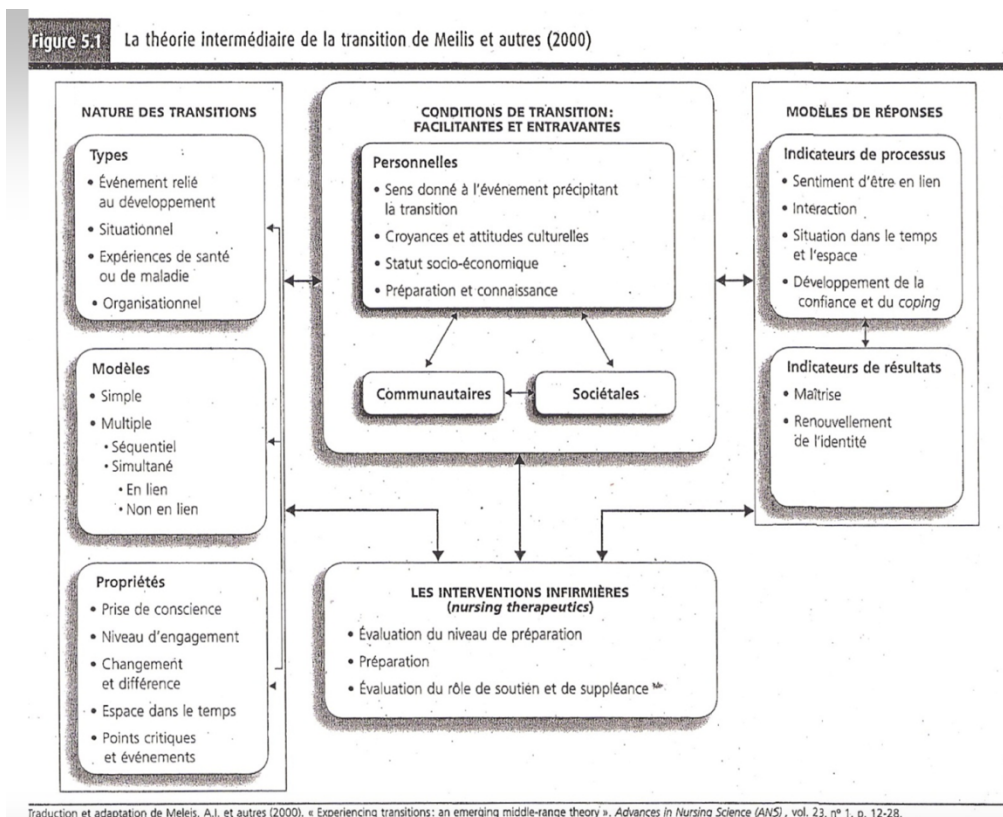 Figure 5.1 La théorie intermédiaire de la transition de Meilis et autres (2000)
NATURE DES TRANSITIONS
Types
• Événement relié
au développement
• Situationnel
• Expériences de santé
ou de maladie
• Organisationnel
Modèles
• Simple
• Multiple
• Séquentiel
• Simultané
• En lien
• Non en lien
Propriétés
• Prise de conscience
• Niveau d'engagement
• Changement
et différence
• Espace dans le temps
• Points critiques
et événements
CONDITIONS DE TRANSITION:
FACILITANTES ET ENTRAVANTES
Personnelles
• Sens donné à l'événement précipitant
la transition
• Croyances et attitudes culturelles
• Statut socio-économique
• Préparation et connaissance
Communautaires
Sociétales
MODÈLES DE RÉPONSES
Indicateurs de processus
• Sentiment d'être en lien
• Interaction
• Situation dans le temps
et l'espace
• Développement de la
confiance et du coping
Indicateurs de résultats
• Maîtrise
• Renouvellement
de l'identité
LES INTERVENTIONS INFIRMIÈRES
(nursing therapeutics)
• Évaluation du niveau de préparation
• Préparation
• Évaluation du rôle de soutien et de suppléance
Traduction et adaptation de Meleis, A.I. et autres (2000). « Experiencing transitions: an emerging middle-range theory ». Advances in Nursing Science (ANS), vol. 23, nº 1, p. 12-28.